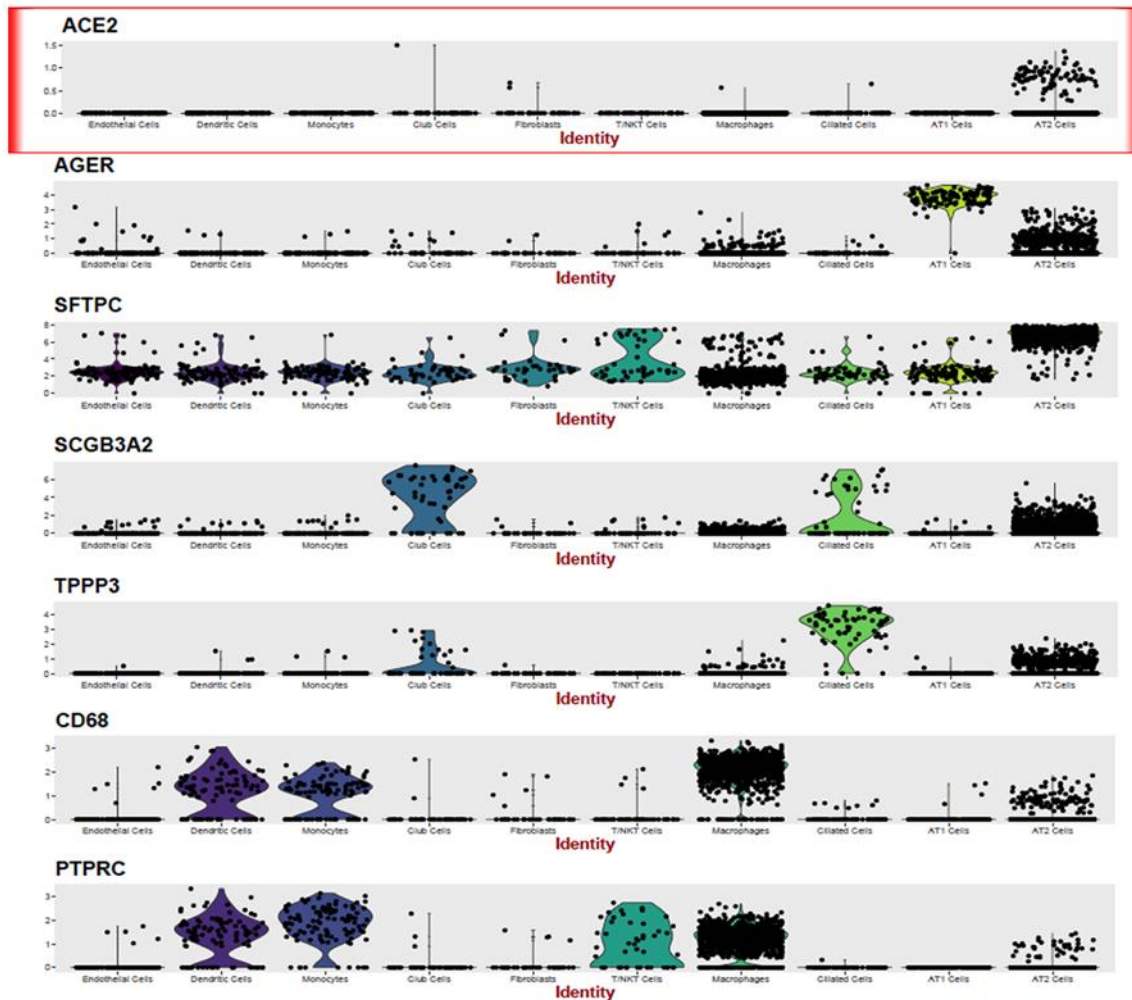 ACE2
1.5
1.0
0.5
0.0
Endothelial Cells Dendritic Cells Monocytes Club Cells Fibroblasts T/NKT Cells Macrophages Ciliated Cells AT1 Cells AT2 Cells
Identity
AGER
4
3
2
1
0
Endothelial Cells Dendritic Cells Monocytes Club Cells Fibroblasts T/NKT Cells Macrophages Ciliated Cells AT1 Cells AT2 Cells
Identity
SFTPC
8
6
4
2
0
Endothelial Cells Dendritic Cells Monocytes Club Cells Fibroblasts T/NKT Cells Macrophages Ciliated Cells AT1 Cells AT2 Cells
Identity
SCGB3A2
6
4
2
0
Endothelial Cells Dendritic Cells Monocytes Club Cells Fibroblasts T/NKT Cells Macrophages Ciliated Cells AT1 Cells AT2 Cells
Identity
TPPP3
4
3
2
1
0
Endothelial Cells Dendritic Cells Monocytes Club Cells Fibroblasts T/NKT Cells Macrophages Ciliated Cells AT1 Cells AT2 Cells
Identity
CD68
3
2
1
0
Endothelial Cells Dendritic Cells Monocytes Club Cells Fibroblasts T/NKT Cells Macrophages Ciliated Cells AT1 Cells AT2 Cells
Identity
PTPRC
3
2
1
0
Endothelial Cells Dendritic Cells Monocytes Club Cells Fibroblasts T/NKT Cells Macrophages Ciliated Cells AT1 Cells AT2 Cells
Identity